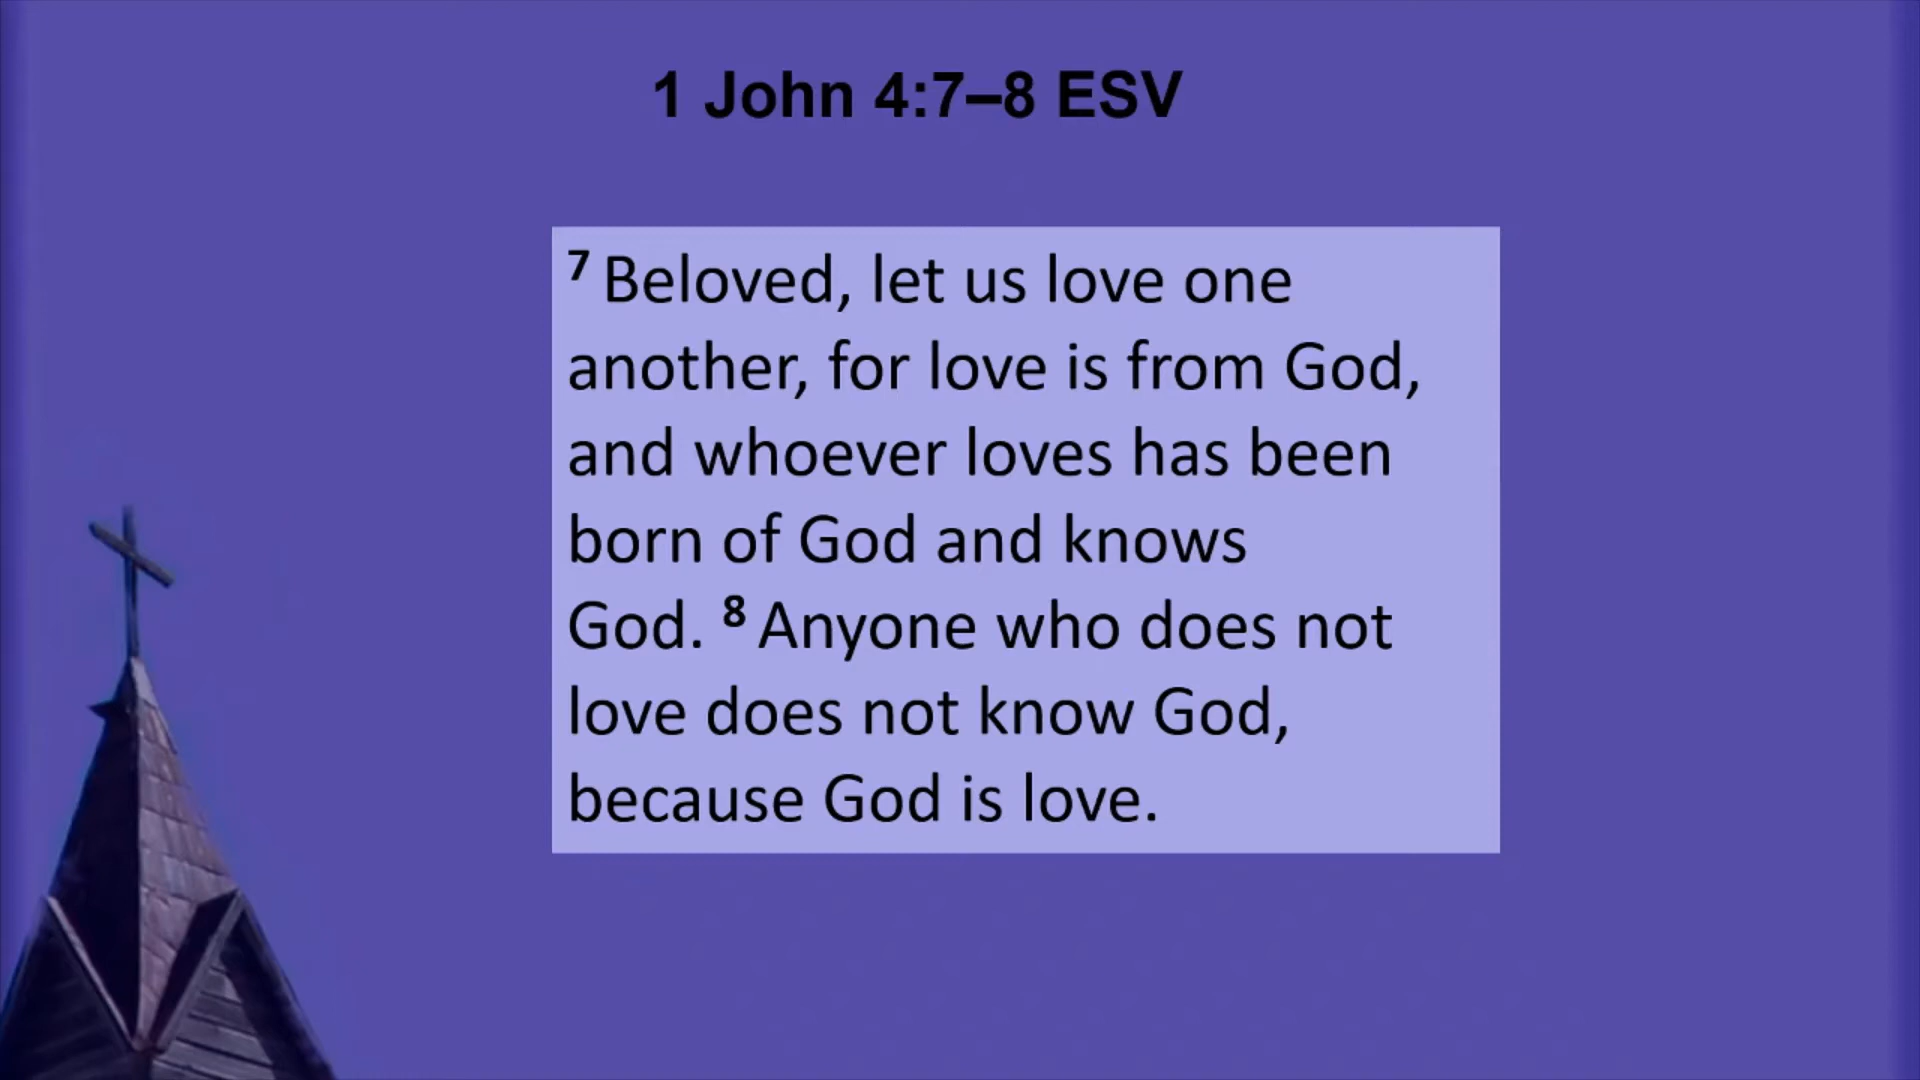 1 John 4:7–8 ESV
7 Beloved, let us love one
another, for love is from God,
and whoever loves has been
born of God and knows
God. 8 Anyone who does not
love does not know God,
because God is love.